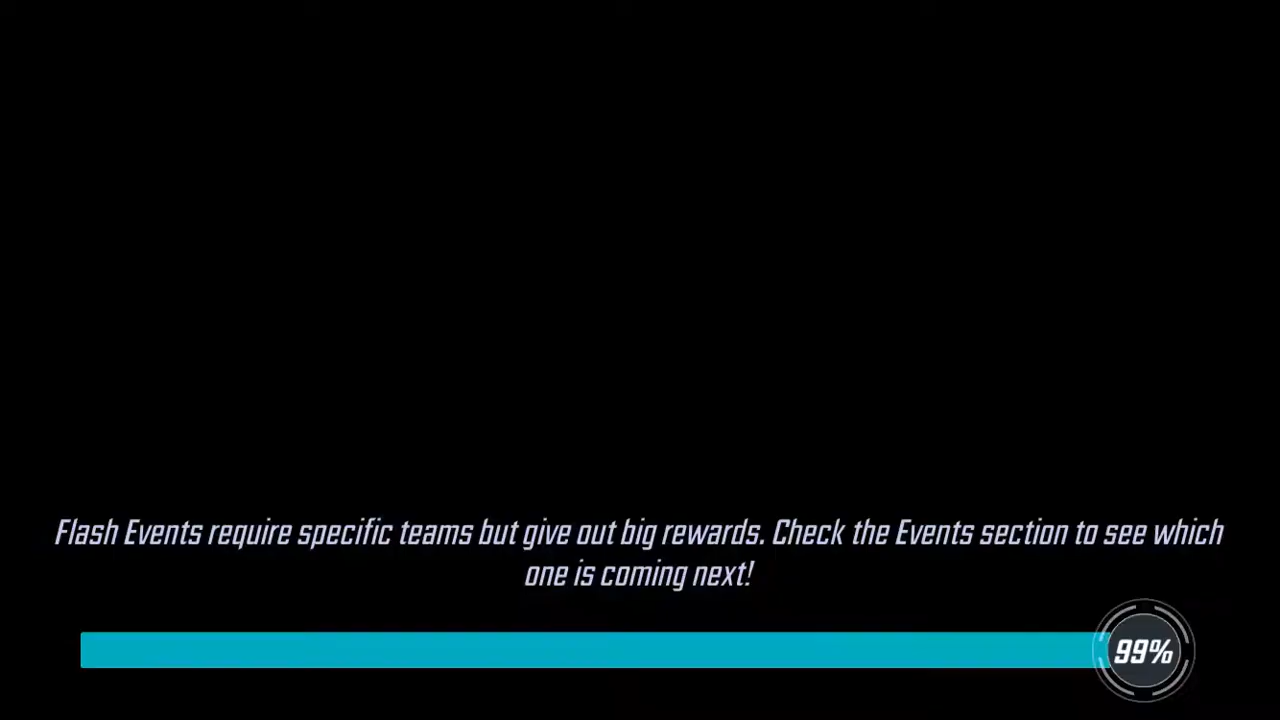 Flash Events require specific teams but give out big rewards. Check the Events section to see which
one is coming next!
99%